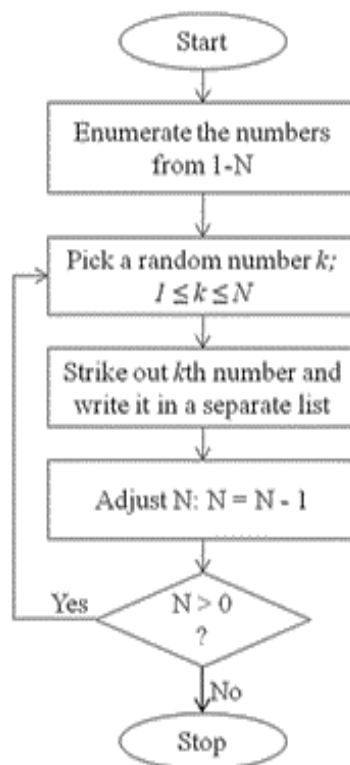 Start
Enumerate the numbers
from 1-N
Pick a random number k;
1 ≤ k ≤ N
Strike out kth number and
write it in a separate list
Adjust N: N = N - 1
N > 0
?
Yes
No
Stop